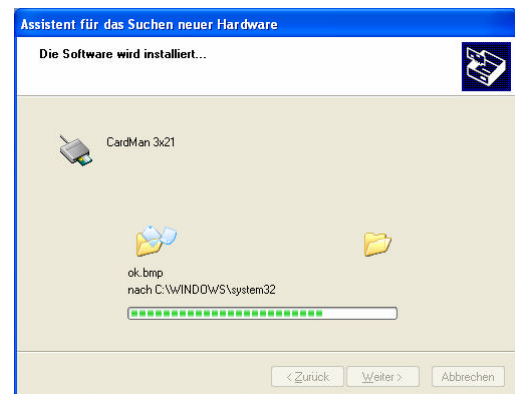 Assistent für das Suchen neuer Hardware
Die Software wird installiert...
CardMan 3x21
ok.bmp
nach C:\WINDOWS\system32
< Zurück Weiter > Abbrechen